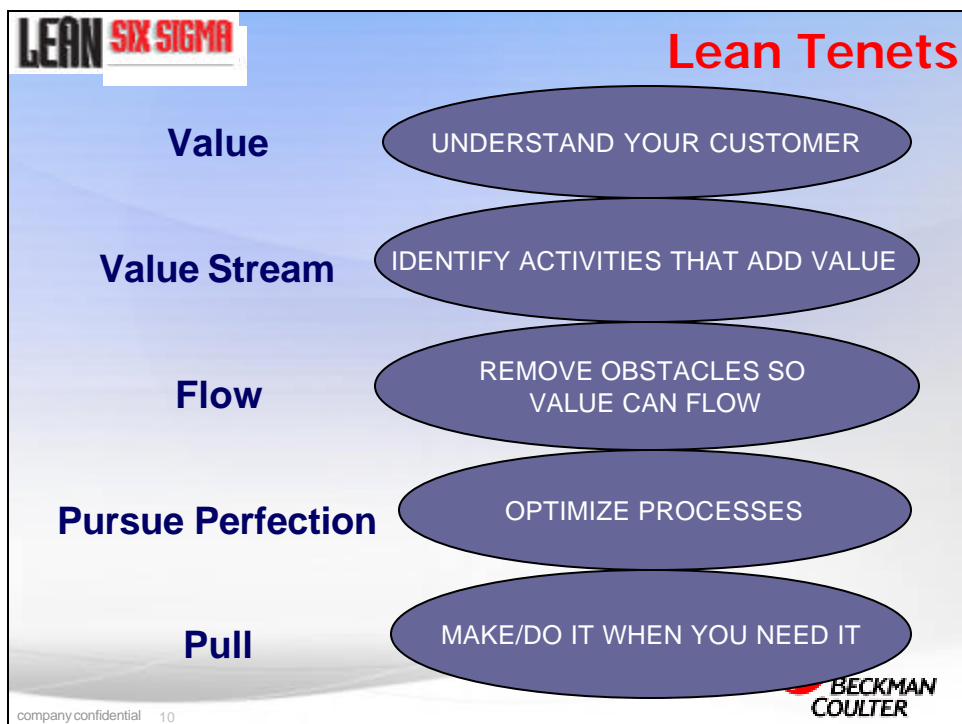 LEAN SIX SIGMA
Lean Tenets
Value
UNDERSTAND YOUR CUSTOMER
Value Stream
IDENTIFY ACTIVITIES THAT ADD VALUE
Flow
REMOVE OBSTACLES SO
VALUE CAN FLOW
Pursue Perfection
OPTIMIZE PROCESSES
Pull
MAKE/DO IT WHEN YOU NEED IT
BECKMAN
COULTER
company confidential 10